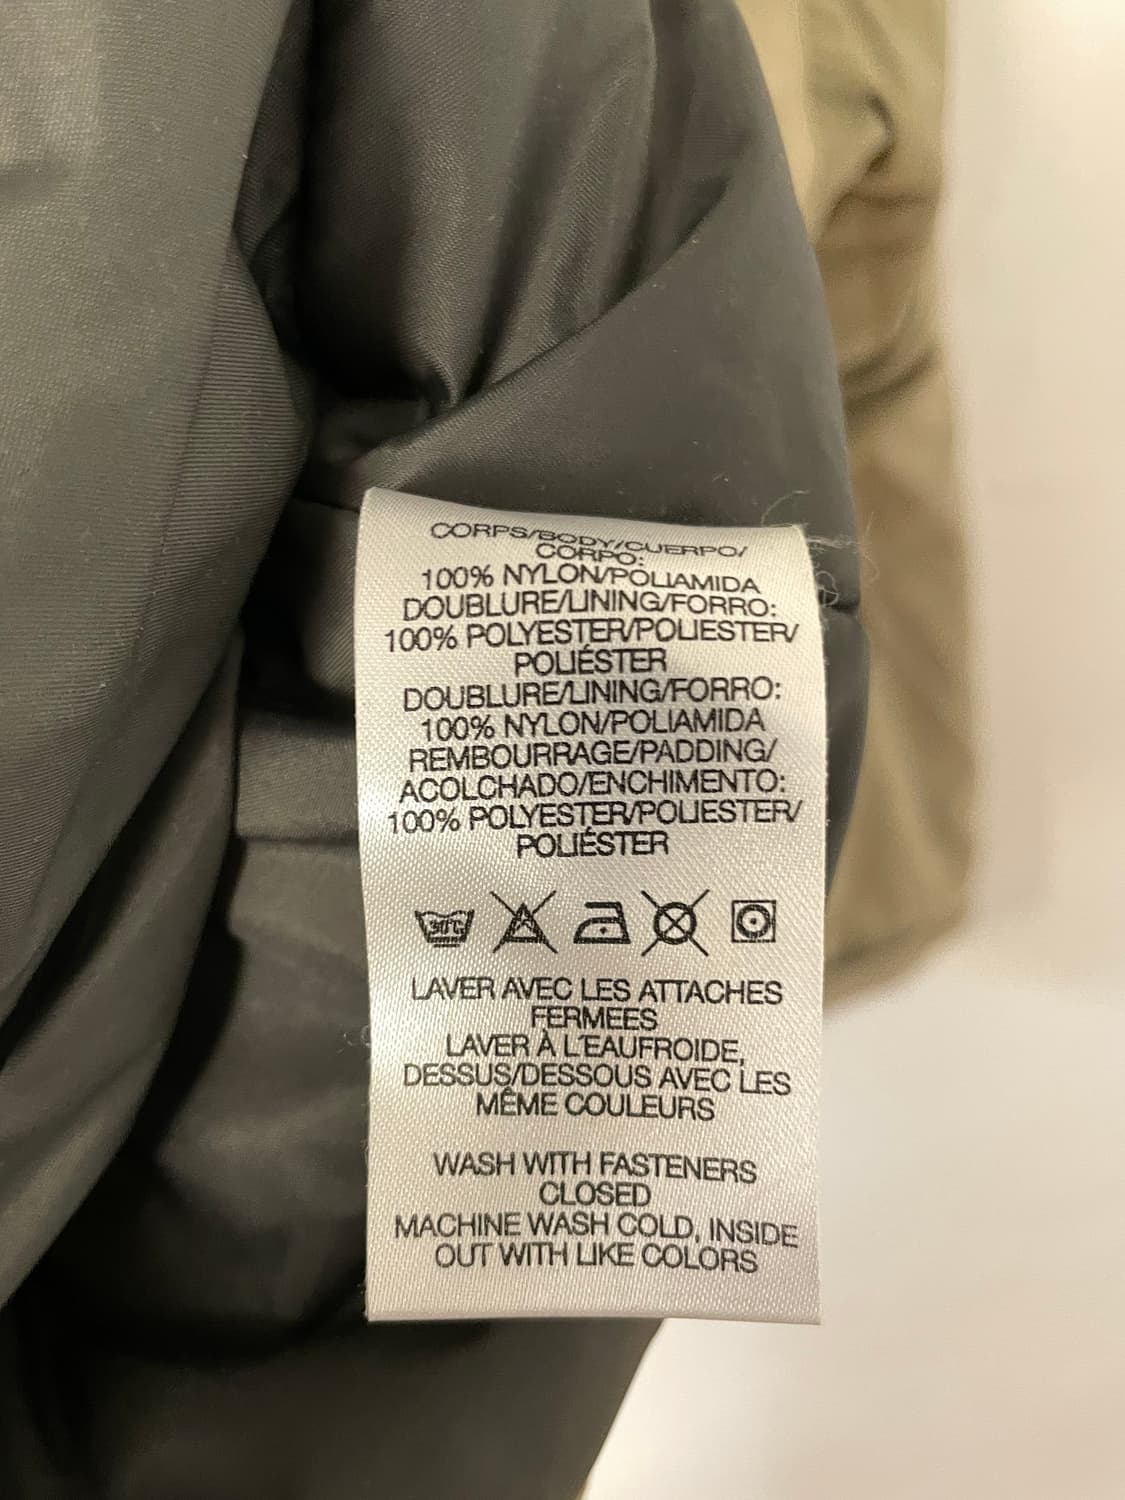 CORPS/BODY/CUERPO/
CORPO:
100% NYLON/POLIAMIDA
DOUBLURE/LINING/FORRO:
100% POLYESTER/POLIESTER/
POLIÉSTER
DOUBLURE/LINING/FORRO:
100% NYLON/POLIAMIDA
REMBOURRAGE/PADDING/
ACOLCHADO/ENCHIMENTO:
100% POLYESTER/POLIESTER/
POLIÉSTER
30°C
LAVER AVEC LES ATTACHES
FERMEES
LAVER À L'EAUFROIDE,
DESSUS/DESSOUS AVEC LES
MÊME COULEURS
WASH WITH FASTENERS
CLOSED
MACHINE WASH COLD, INSIDE
OUT WITH LIKE COLORS